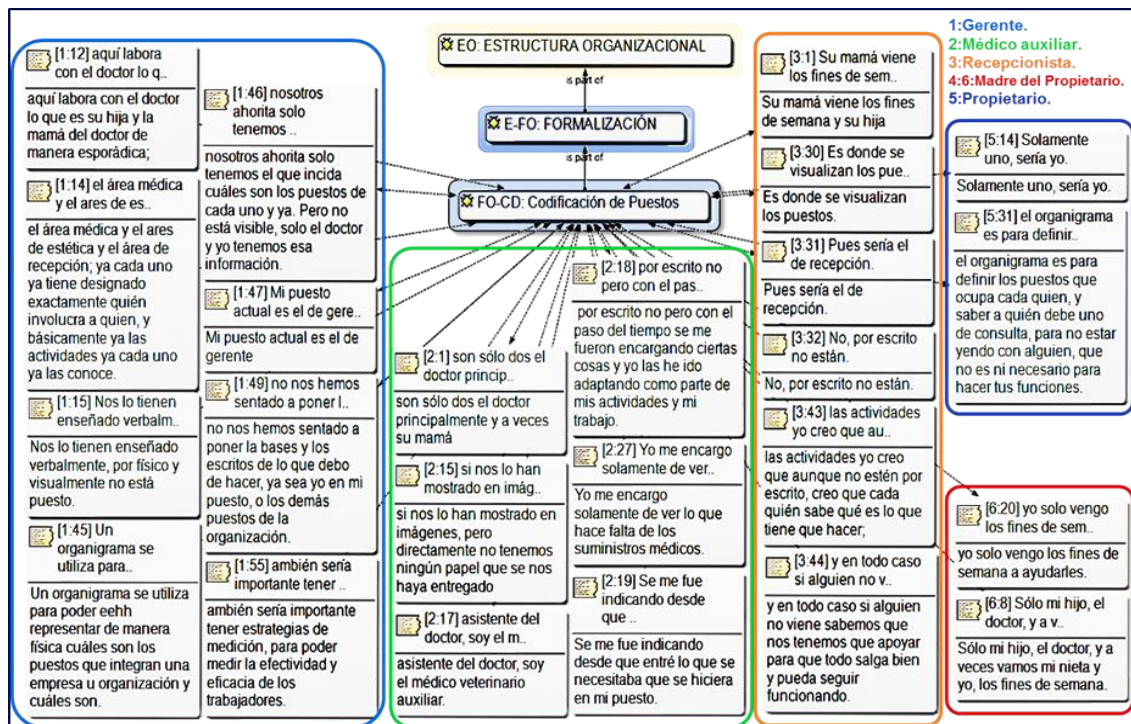 EO: ESTRUCTURA ORGANIZACIONAL
is part of
E-FO: FORMALIZACIÓN
is part of
FO-CD: Codificación de Puestos
1:Gerente.
2:Médico auxiliar.
3:Recepcionista.
4:6:Madre del Propietario.
5:Propietario.
[1:12] aquí labora
con el doctor lo q..
aquí labora con el doctor
lo que es su hija y la
mamá del doctor de
manera esporádica;
[1:14] el área médica
y el ares de es..
el área médica y el ares
de estética y el área de
recepción; ya cada uno
ya tiene designado
exactamente quién
involucra a quien, y
básicamente ya las
actividades ya cada uno
ya las conoce.
[1:15] Nos lo tienen
enseñado verbalm..
Nos lo tienen enseñado
verbalmente, por físico y
visualmente no está
puesto.
[1:45] Un
organigrama se
utiliza para..
Un organigrama se utiliza
para poder eehh
representar de manera
física cuáles son los
puestos que integran una
empresa u organización y
cuáles son.
[1:46] nosotros
ahorita solo
tenemos ..
nosotros ahorita solo
tenemos el que incida
cuáles son los puestos de
cada uno y ya. Pero no
está visible, solo el doctor
y yo tenemos esa
información.
[1:47] Mi puesto
actual es el de gere..
Mi puesto actual es el de
gerente
[1:49] no nos hemos
sentado a poner l..
no nos hemos sentado a
poner la bases y los
escritos de lo que debo
de hacer, ya sea yo en mi
puesto, o los demás
puestos de la
organización.
[1:55] ambién sería
importante tener ..
ambién sería importante
tener estrategias de
medición, para poder
medir la efectividad y
eficacia de los
trabajadores.
[2:1] son sólo dos el
doctor princip..
son sólo dos el doctor
principalmente y a veces
su mamá
[2:15] si nos lo han
mostrado en imág..
si nos lo han mostrado en
imágenes, pero
directamente no tenemos
ningún papel que se nos
haya entregado
[2:17] asistente del
doctor, soy el m..
asistente del doctor, soy
el médico veterinario
auxiliar.
[2:18] por escrito no
pero con el pas..
por escrito no pero con el
paso del tiempo se me
fueron encargando ciertas
cosas y yo las he ido
adaptando como parte de
mis actividades y mi
trabajo.
[2:27] Yo me encargo
solamente de ver..
Yo me encargo
solamente de ver lo que
hace falta de los
suministros médicos.
[2:19] Se me fue
indicando desde
que ..
Se me fue indicando
desde que entré lo que se
necesitaba que se hiciera
en mi puesto.
[3:1] Su mamá viene
los fines de sem..
Su mamá viene los fines
de semana y su hija
[3:30] Es donde se
visualizan los pue..
Es donde se visualizan
los puestos.
[3:31] Pues sería el
de recepción.
Pues sería el de
recepción.
[3:32] No, por escrito
no están.
No, por escrito no están.
[3:43] las actividades
yo creo que au..
las actividades yo creo
que aunque no estén por
escrito, creo que cada
quién sabe qué es lo que
tiene que hacer;
[3:44] y en todo caso
si alguien no v..
y en todo caso si alguien
no viene sabemos que
nos tenemos que apoyar
para que todo salga bien
y pueda seguir
funcionando.
[5:14] Solamente
uno, sería yo.
Solamente uno, sería yo.
[5:31] el organigrama
es para definir..
el organigrama es para
definir los puestos que
ocupa cada quien, y
saber a quién debe uno
de consulta, para no estar
yendo con alguien, que
no es ni necesario para
hacer tus funciones.
[6:20] yo solo vengo
los fines de sem..
yo solo vengo los fines de
semana a ayudarles.
[6:8] Sólo mi hijo, el
doctor, y a v..
Sólo mi hijo, el doctor, y a
veces vamos mi nieta y
yo, los fines de semana.